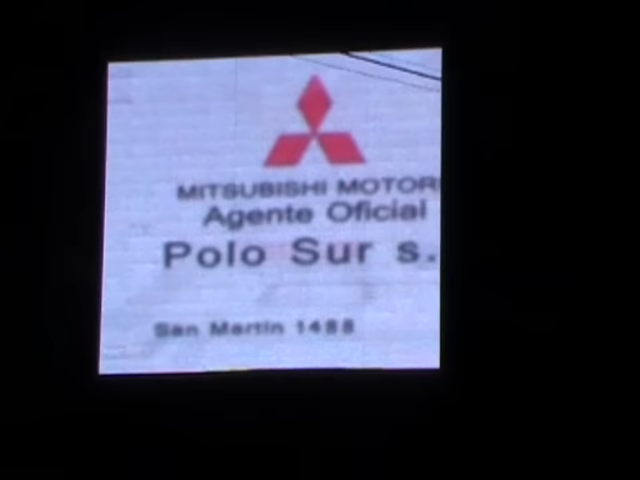 MITSUBISHI MOTOR
Agente Oficial
Polo Sur s.
San Martin 1488